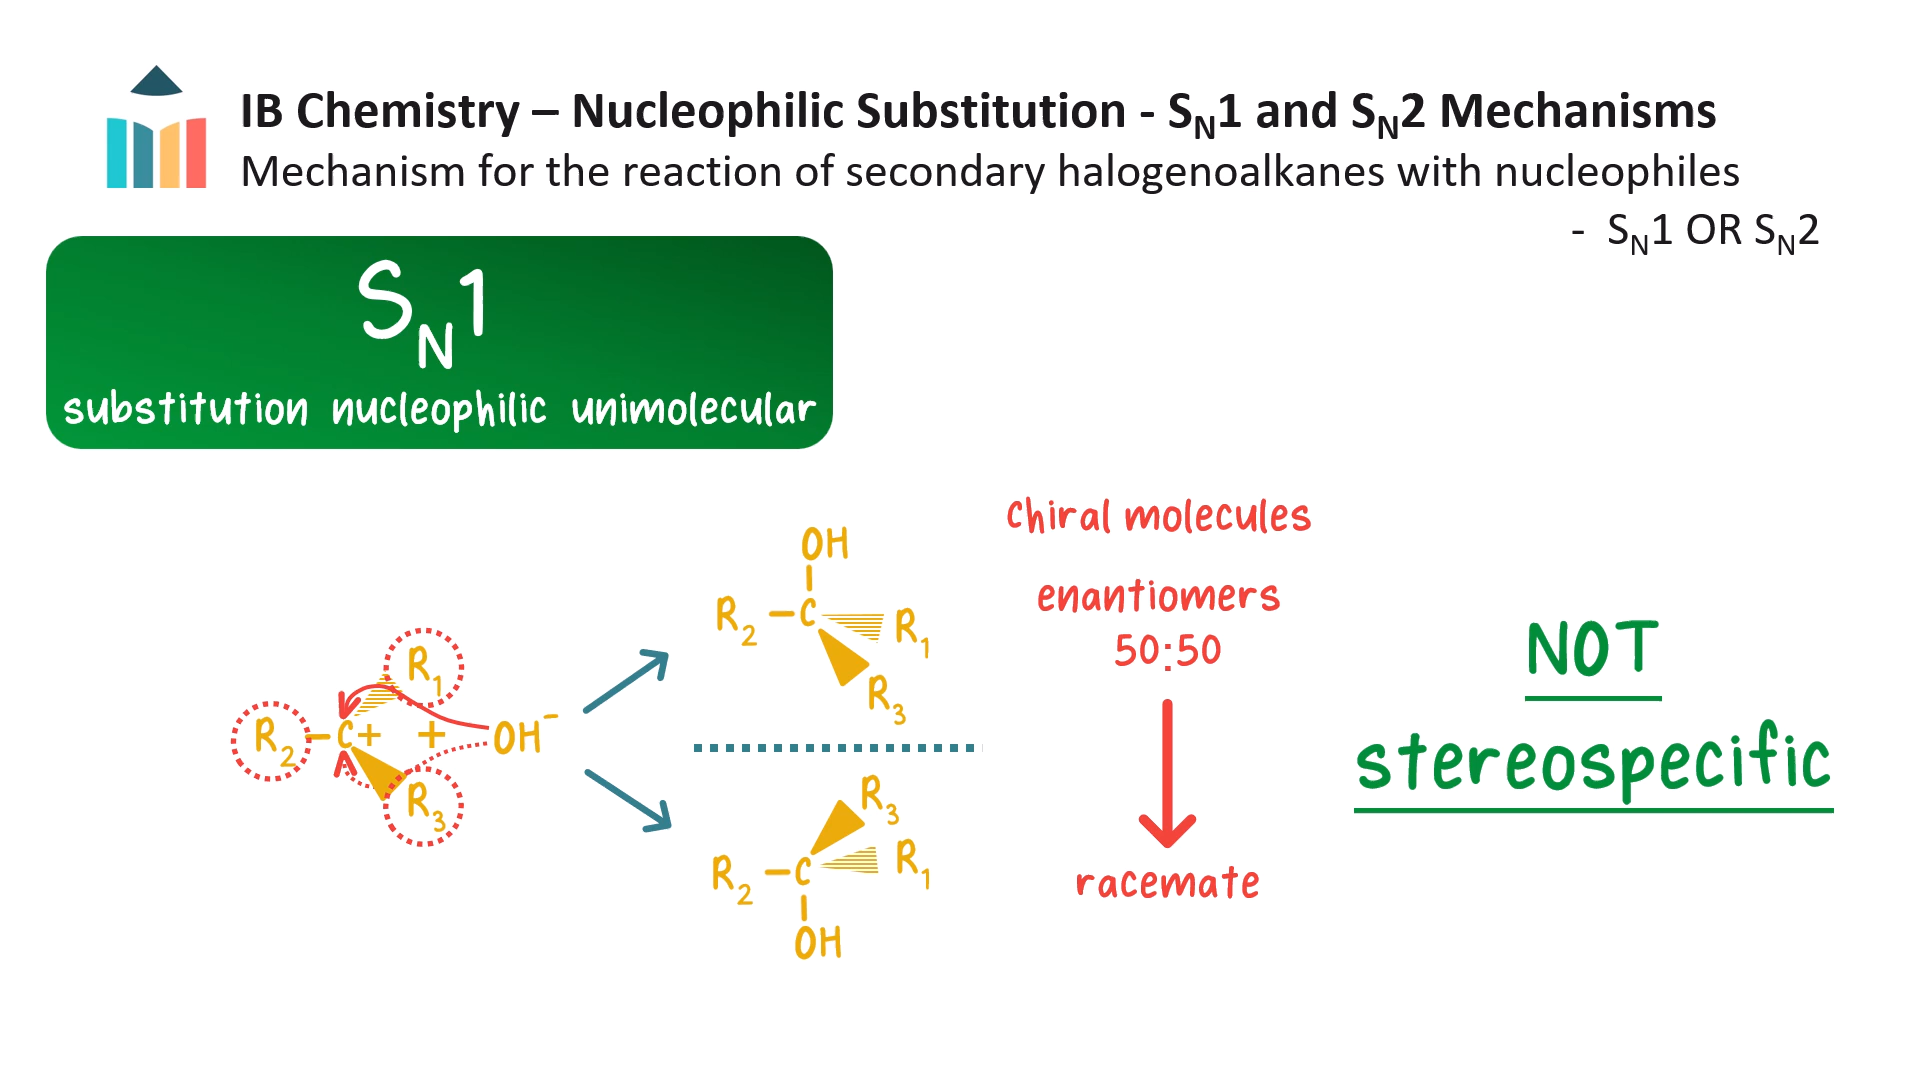 IB Chemistry – Nucleophilic Substitution - SN1 and SN2 Mechanisms
Mechanism for the reaction of secondary halogenoalkanes with nucleophiles
- SN1 OR SN2
SN1
substitution nucleophilic unimolecular
R2 C+ R1 R3 + OH⁻
OH
R2 – C R1
R3
R3
R2 – C R1
OH
chiral molecules
enantiomers
50:50
racemate
NOT
stereospecific